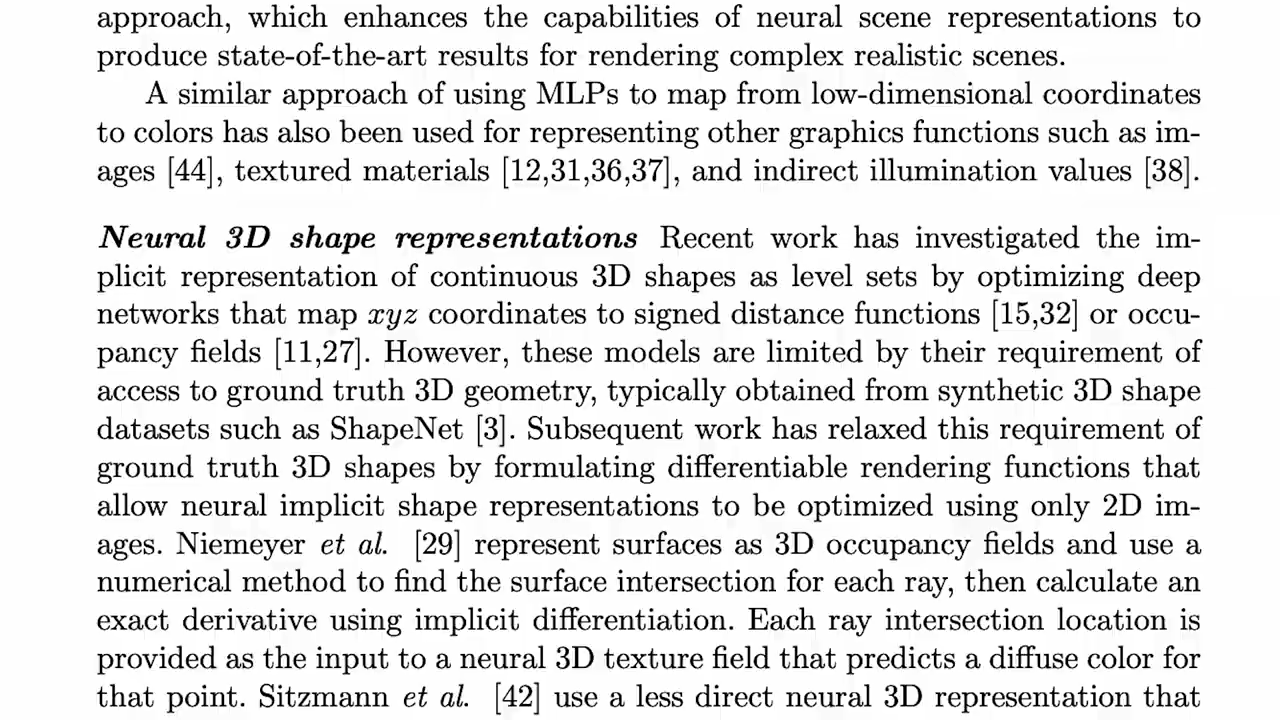 approach, which enhances the capabilities of neural scene representations to
produce state-of-the-art results for rendering complex realistic scenes.
A similar approach of using MLPs to map from low-dimensional coordinates
to colors has also been used for representing other graphics functions such as im-
ages [44], textured materials [12,31,36,37], and indirect illumination values [38].
Neural 3D shape representations Recent work has investigated the im-
plicit representation of continuous 3D shapes as level sets by optimizing deep
networks that map xyz coordinates to signed distance functions [15,32] or occu-
pancy fields [11,27]. However, these models are limited by their requirement of
access to ground truth 3D geometry, typically obtained from synthetic 3D shape
datasets such as ShapeNet [3]. Subsequent work has relaxed this requirement of
ground truth 3D shapes by formulating differentiable rendering functions that
allow neural implicit shape representations to be optimized using only 2D im-
ages. Niemeyer et al. [29] represent surfaces as 3D occupancy fields and use a
numerical method to find the surface intersection for each ray, then calculate an
exact derivative using implicit differentiation. Each ray intersection location is
provided as the input to a neural 3D texture field that predicts a diffuse color for
that point. Sitzmann et al. [42] use a less direct neural 3D representation that